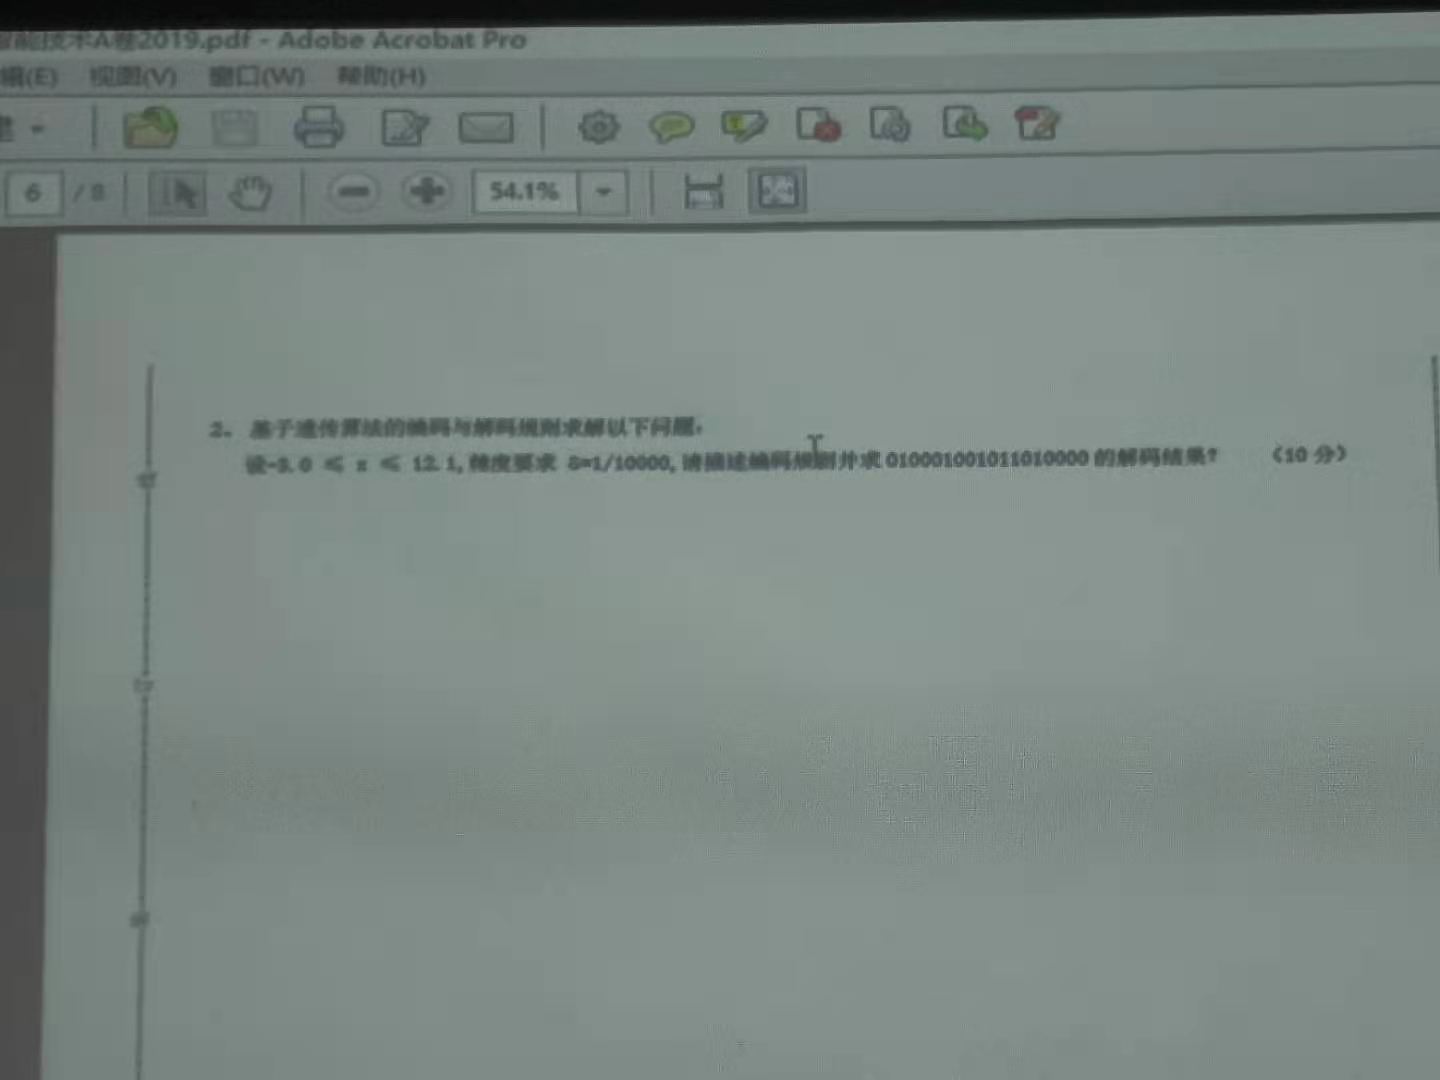 技术A卷2019.pdf - Adobe Acrobat Pro
辑(E) 视图(V) 窗口(W) 帮助(H)
6 / 8 54.1%
2. 基于遗传算法的编码与解码规则求解以下问题。
设-3.0 ≤ x ≤ 12.1, 精度要求 δ=1/10000, 请描述编码规则并求 010001001011010000 的解码结果? (10 分)